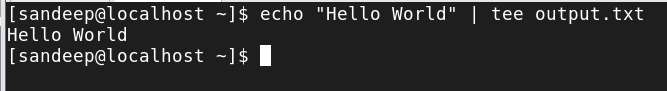 [sandeep@localhost ~]$ echo "Hello World" | tee output.txt
Hello World
[sandeep@localhost ~]$